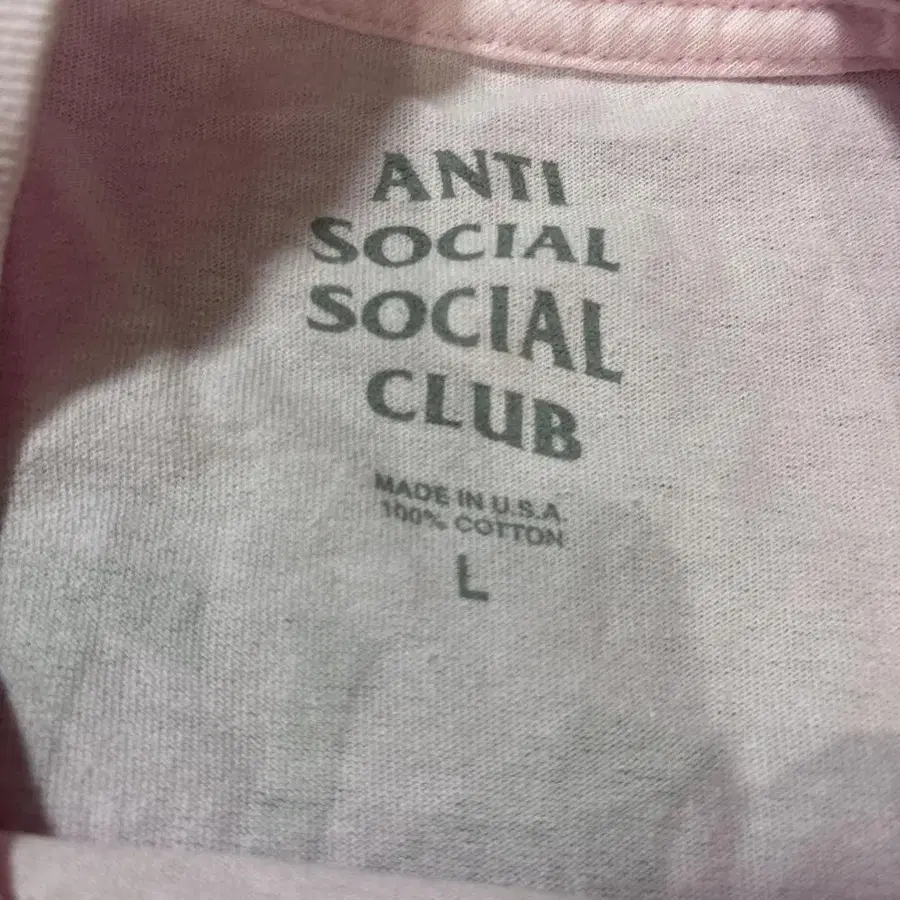 ANTI
SOCIAL
SOCIAL
CLUB
MADE IN U.S.A.
100% COTTON
L